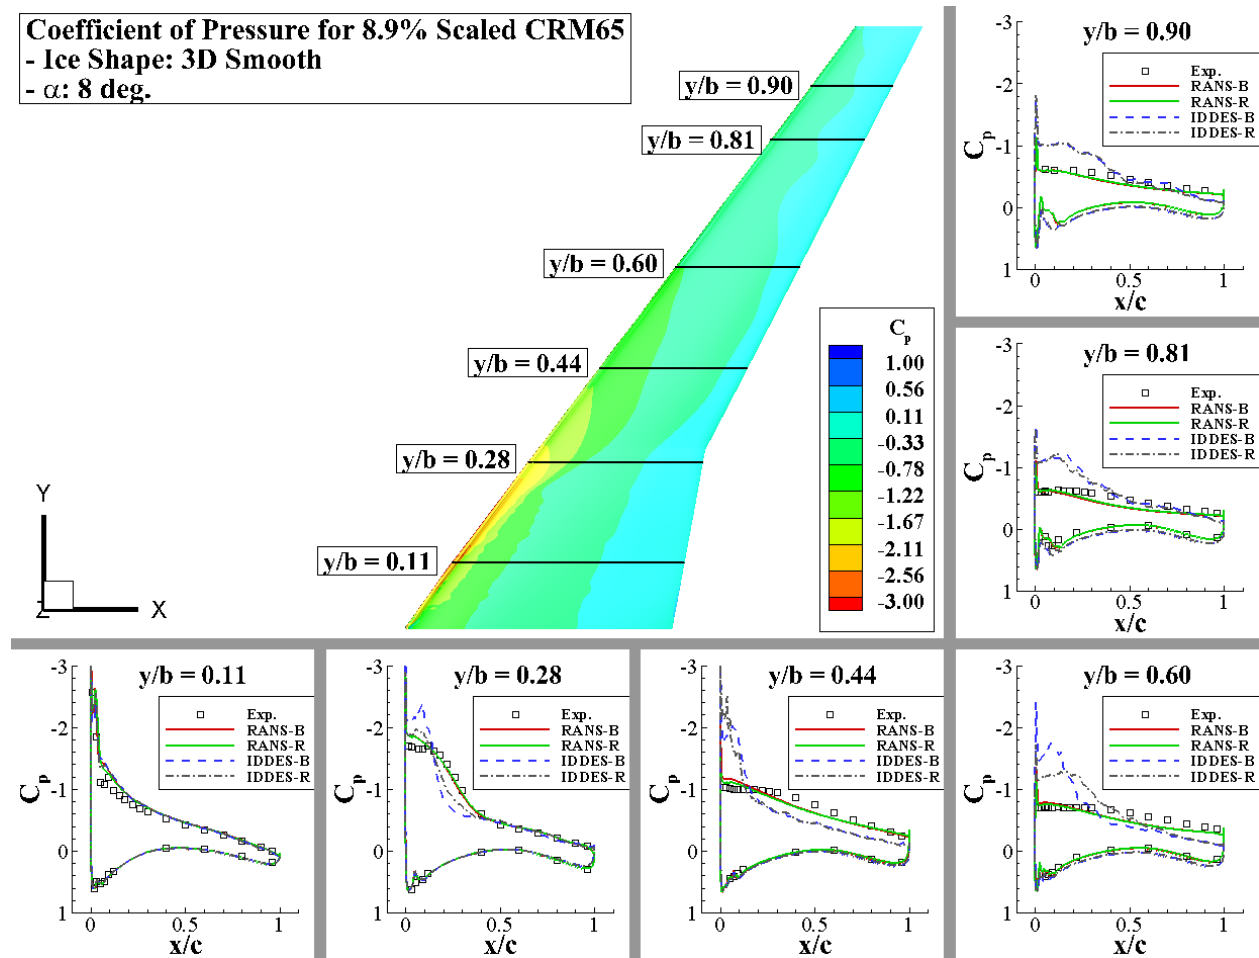 Coefficient of Pressure for 8.9% Scaled CRM65
- Ice Shape: 3D Smooth
- α: 8 deg.
y/b = 0.90
y/b = 0.81
y/b = 0.60
y/b = 0.44
y/b = 0.28
y/b = 0.11
Y
Z
X
Cp
1.00
0.56
0.11
-0.33
-0.78
-1.22
-1.67
-2.11
-2.56
-3.00
y/b = 0.90
Exp.
RANS-B
RANS-R
IDDES-B
IDDES-R
-3
-2
-1
0
1
Cp
0 0.5 1
x/c
y/b = 0.81
Exp.
RANS-B
RANS-R
IDDES-B
IDDES-R
-3
-2
-1
0
1
Cp
0 0.5 1
x/c
y/b = 0.11
Exp.
RANS-B
RANS-R
IDDES-B
IDDES-R
-3
-2
-1
0
1
Cp
0 0.5 1
x/c
y/b = 0.28
Exp.
RANS-B
RANS-R
IDDES-B
IDDES-R
-3
-2
-1
0
1
Cp
0 0.5 1
x/c
y/b = 0.44
Exp.
RANS-B
RANS-R
IDDES-B
IDDES-R
-3
-2
-1
0
1
Cp
0 0.5 1
x/c
y/b = 0.60
Exp.
RANS-B
RANS-R
IDDES-B
IDDES-R
-3
-2
-1
0
1
Cp
0 0.5 1
x/c